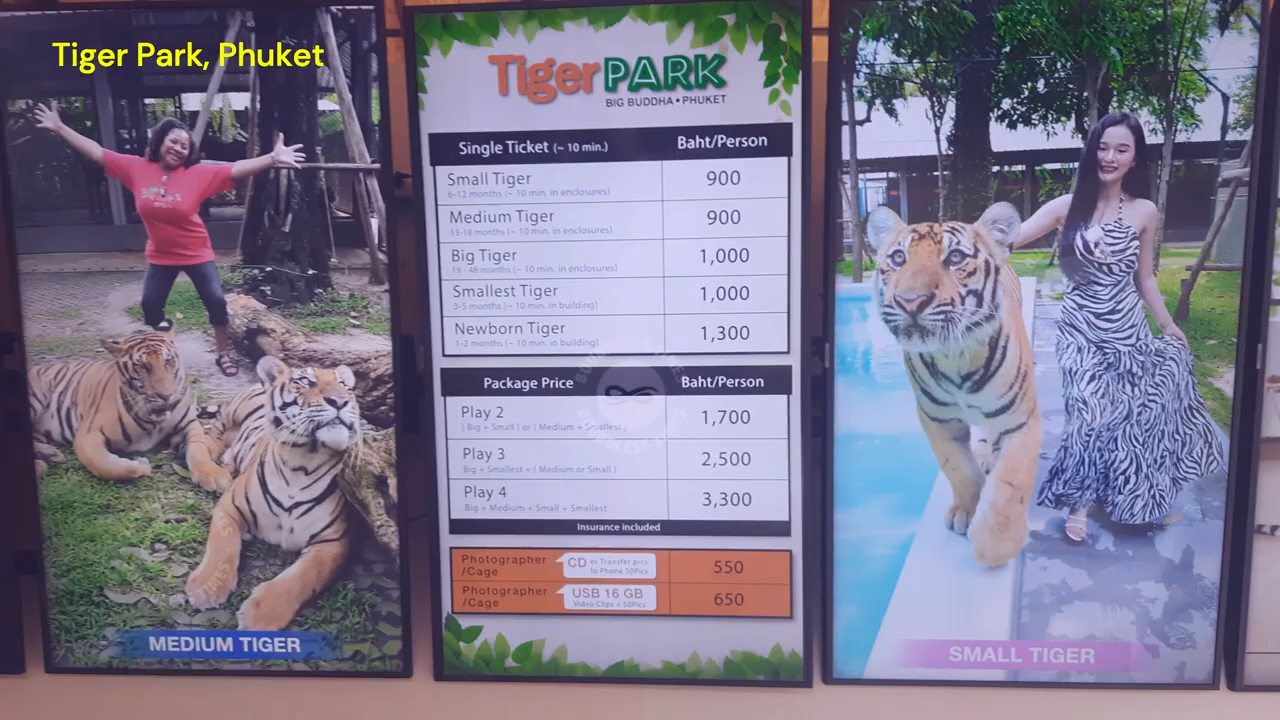 Tiger Park, Phuket
MEDIUM TIGER
TigerPARK
BIG BUDDHA • PHUKET
Single Ticket (~ 10 min.) Baht/Person
Small Tiger 900
6-12 months (~ 10 min. in enclosures)
Medium Tiger 900
13-18 months (~ 10 min. in enclosures)
Big Tiger 1,000
19 - 48 months (~ 10 min. in enclosures)
Smallest Tiger 1,000
3-5 months (~ 10 min. in building)
Newborn Tiger 1,300
1-2 months (~ 10 min. in building)
Package Price Baht/Person
Play 2 1,700
( Big + Small ) or ( Medium + Smallest )
Play 3 2,500
Big + Smallest + ( Medium or Small )
Play 4 3,300
Big + Medium + Small + Smallest
Insurance included
Photographer /Cage CD or Transfer pics to Phone 50Pics 550
Photographer /Cage USB 16 GB Video Clips + 50Pics 650
SMALL TIGER